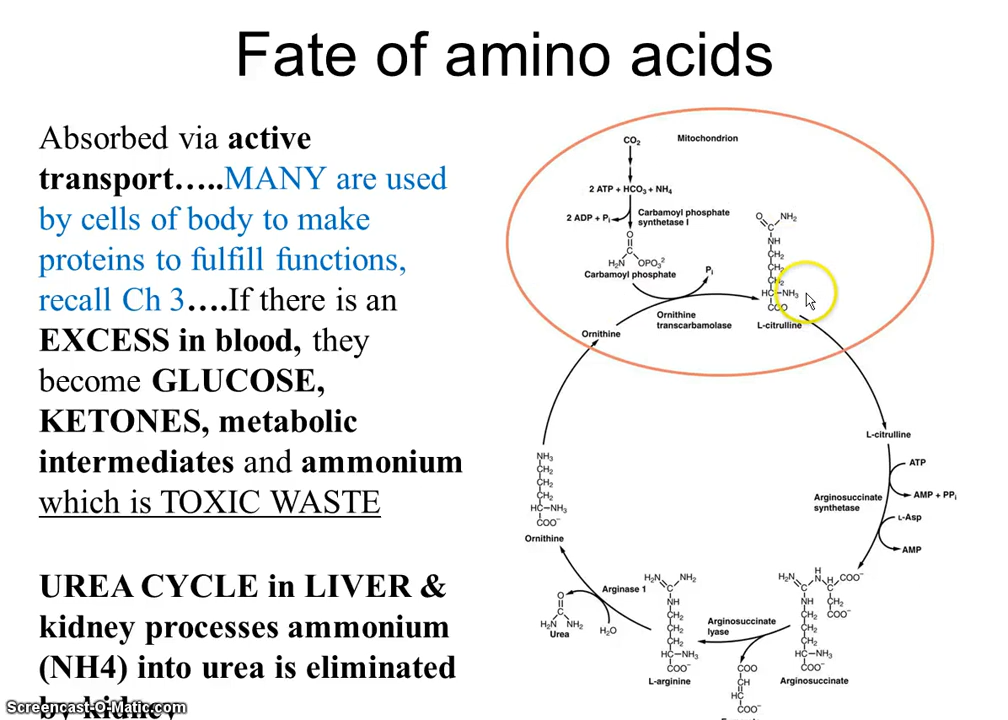 Fate of amino acids
Absorbed via active
transport…..MANY are used
by cells of body to make
proteins to fulfill functions,
recall Ch 3….If there is an
EXCESS in blood, they
become GLUCOSE,
KETONES, metabolic
intermediates and ammonium
which is TOXIC WASTE
UREA CYCLE in LIVER &
kidney processes ammonium
(NH4) into urea is eliminated
by kidney
CO2
Mitochondrion
2 ATP + HCO3 + NH4
2 ADP + Pi
Carbamoyl phosphate
synthetase I
O
C
H2N OPO3 2
Carbamoyl phosphate
Pi
Ornithine
transcarbamolase
Ornithine
O NH2
C
NH
CH2
CH2
CH2
HC–NH3
COO
L-citrulline
L-citrulline
ATP
AMP + PPi
Arginosuccinate
synthetase
L-Asp
AMP
NH3
CH2
CH2
CH2
HC–NH3
COO–
Ornithine
Arginase 1
O
C
H2N NH2
Urea
H2O
H2N NH2
C
NH
CH2
CH2
CH2
HC–NH3
COO–
L-arginine
Arginosuccinate
lyase
COO
CH
HC
COO–
H2N C N H H C COO–
NH CH2
CH2 COO–
CH2
CH2
HC–NH3
COO–
Arginosuccinate
Screencast-O-Matic.com